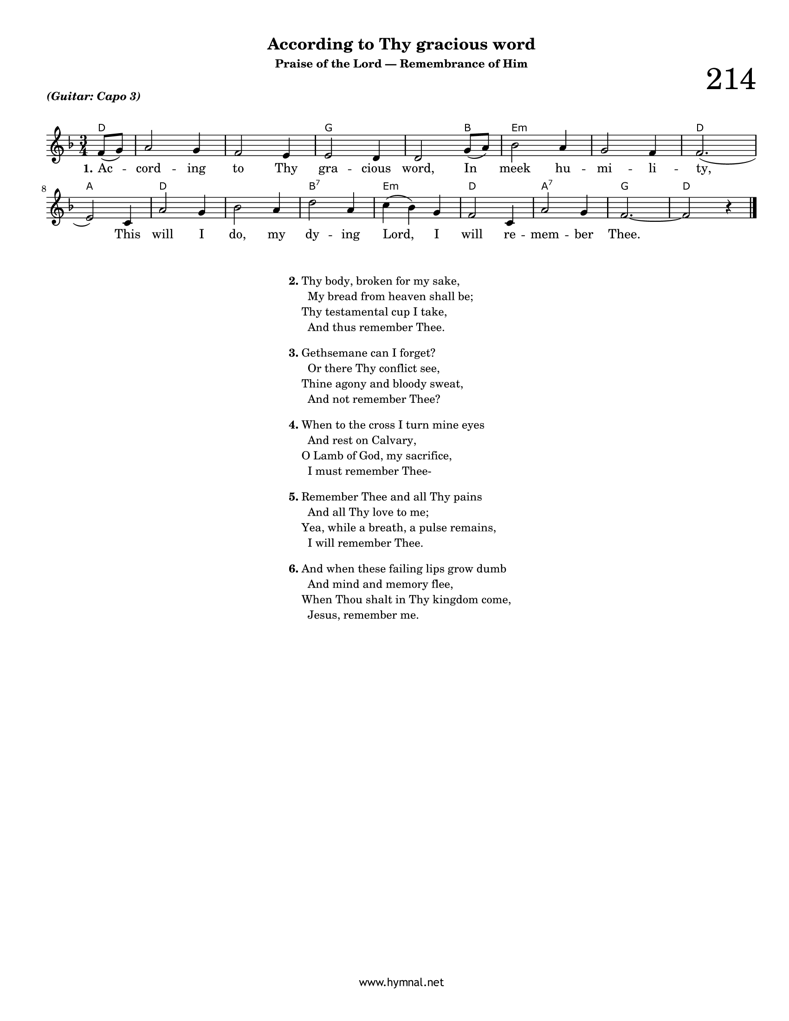 According to Thy gracious word
Praise of the Lord — Remembrance of Him
214
(Guitar: Capo 3)
D G B Em D
3
4
1. Ac - cord - ing to Thy gra - cious word, In meek hu - mi - li - ty,
8
A D B7 Em D A7 G D
This will I do, my dy - ing Lord, I will re - mem - ber Thee.
2. Thy body, broken for my sake,
My bread from heaven shall be;
Thy testamental cup I take,
And thus remember Thee.
3. Gethsemane can I forget?
Or there Thy conflict see,
Thine agony and bloody sweat,
And not remember Thee?
4. When to the cross I turn mine eyes
And rest on Calvary,
O Lamb of God, my sacrifice,
I must remember Thee-
5. Remember Thee and all Thy pains
And all Thy love to me;
Yea, while a breath, a pulse remains,
I will remember Thee.
6. And when these failing lips grow dumb
And mind and memory flee,
When Thou shalt in Thy kingdom come,
Jesus, remember me.
www.hymnal.net